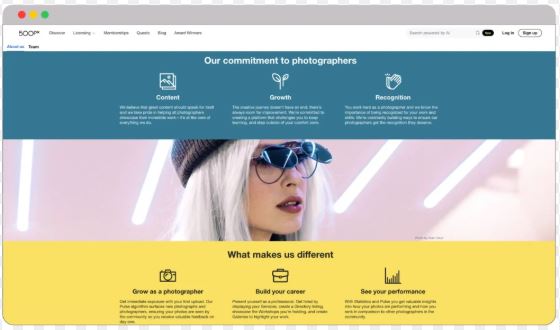 500px Discover Licensing Memberships Quests Blog Award Winners Search powered by AI New Log in Sign up
About us Team
Our commitment to photographers
Content Growth Recognition
We believe that great content should speak for itself
and we take pride in helping all photographers
showcase their incredible work – it's at the core of
everything we do.
The creative journey doesn't have an end, there's
always room for improvement. We're committed to
creating a platform that challenges you to keep
learning, and step outside of your comfort zone.
You work hard as a photographer and we know the
importance of being recognized for your work and
skills. We're constantly building ways to ensure our
photographers get the recognition they deserve.
What makes us different
Grow as a photographer Build your career See your performance
Get immediate exposure with your first upload. Our
Pulse algorithm surfaces new photographs and
photographers, ensuring your photos are seen by
the community so you receive valuable feedback on
day one.
Present yourself as a professional. Get hired by
displaying your Services, create a Directory listing,
showcase the Workshops you're holding, and create
Galleries to highlight your work.
With Statistics and Pulse you get valuable insights
into how your photos are performing and how you
work in comparison to other photographers in the
community.